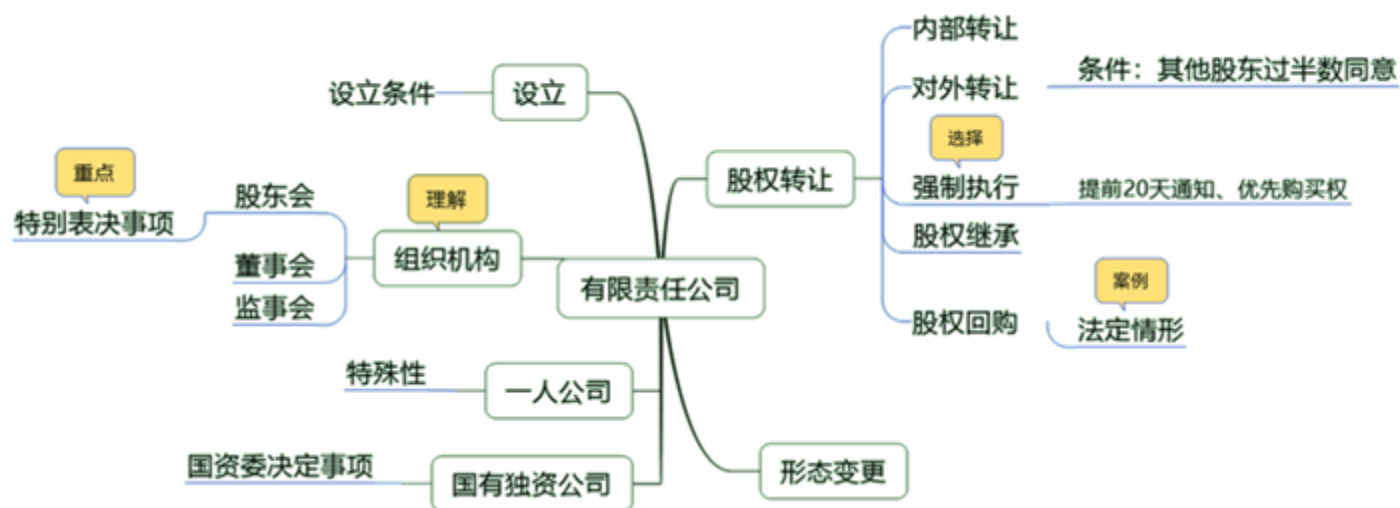 内部转让
条件：其他股东过半数同意
设立条件
设立
对外转让
选择
重点
股权转让
强制执行
提前20天通知、优先购买权
理解
股东会
特别表决事项
股权继承
组织机构
董事会
案例
有限责任公司
监事会
股权回购
法定情形
特殊性
一人公司
国资委决定事项
国有独资公司
形态变更